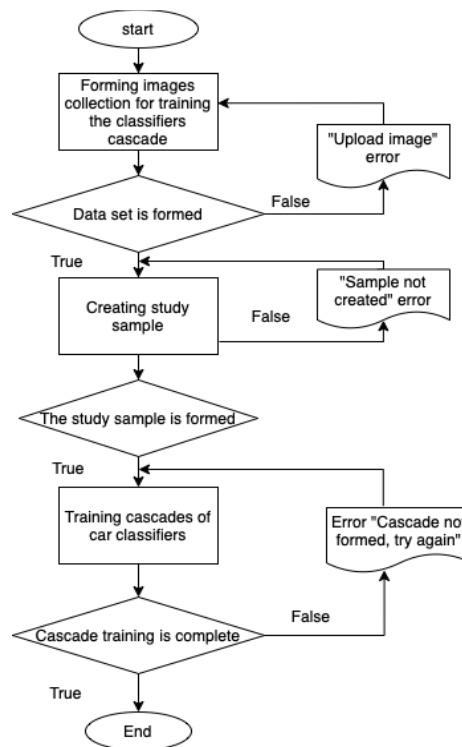 start
Forming images
collection for training
the classifiers
cascade
"Upload image"
error
Data set is formed
False
True
"Sample not
created" error
Creating study
sample
False
The study sample is formed
True
Training cascades of
car classifiers
Error "Cascade not
formed, try again"
False
Cascade training is complete
True
End